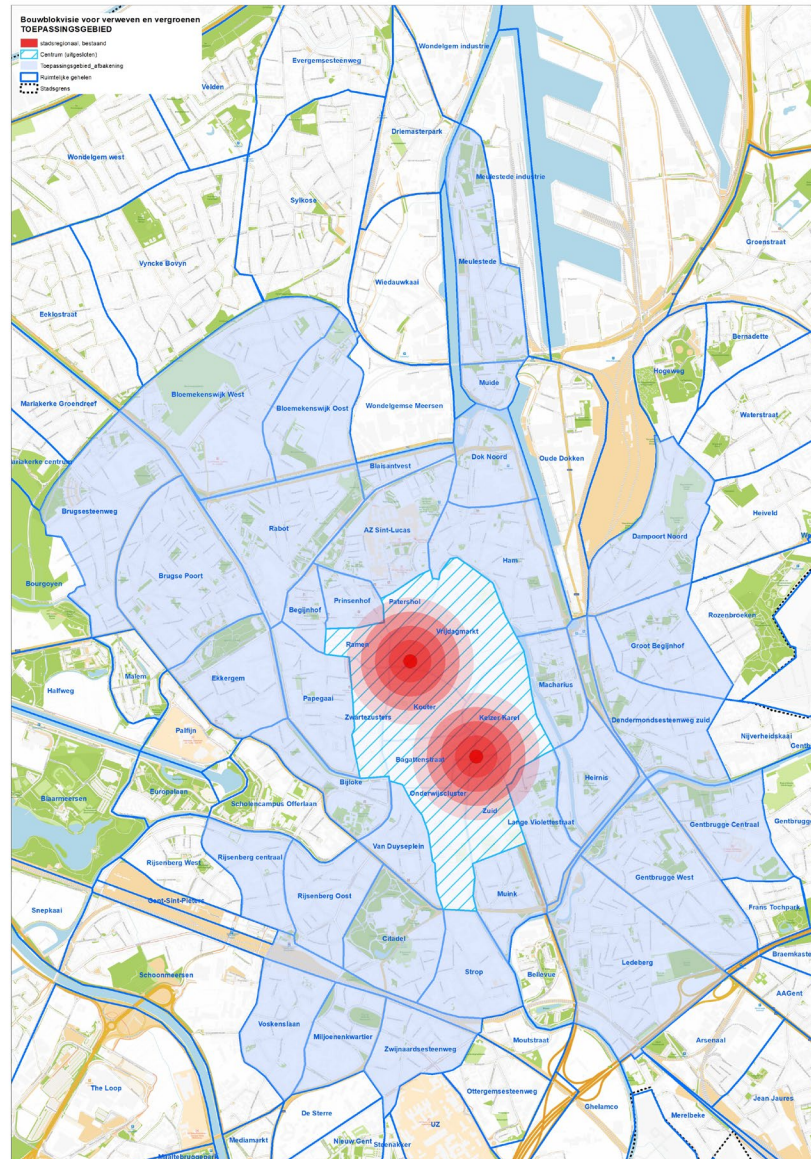 Bouwblokvisie voor verweven en vergroenen
TOEPASSINGSGEBIED
stadsregionaal, bestaand
Centrum (uitgesloten)
Toepassingsgebied_afbakening
Ruimtelijke gehelen
Stadsgrens
Wondelgem industrie
Evergemsesteenweg
Velden
Driemasterpark
Wondelgem west
Meulestede industrie
Sylkose
Groenstraat
Vyncke Bovyn
Meulestede
Wiedauwkaai
Eeklostraat
Bernadette
Hogeweg
Muide
Bloemekenswijk West
Mariakerke Groendreef
Bloemekenswijk Oost
Wondelgemse Meersen
Waterstraat
Dok Noord
Oude Dokken
Blaisantvest
Brugsesteenweg
Heiveld
Rabot
AZ Sint-Lucas
Dampoort Noord
Ham
Brugse Poort
Bourgoyen
Prinsenhof
Patershol
Begijnhof
Rozenbroeken
Vrijdagmarkt
Ramen
Groot Begijnhof
Malem
Ekkergem
Macharius
Halfweg
Papegaai
Kouter
Zwartezusters
Keizer Karel
Dendermondsesteenweg zuid
Palfijn
Nijverheidskaai
Bagattenstraat
Heirnis
Bijloke
Europalaan
Onderwijscluster
Blaarmeersen
Scholencampus Offerlaan
Zuid
Lange Violettestraat
Gentbrugge Centraal
Van Duyseplein
Rijsenberg West
Rijsenberg centraal
Gentbrugge West
Muink
Gent-Sint-Pieters
Rijsenberg Oost
Frans Tochpark
Snepkaai
Citadel
Ledeberg
Schoonmeersen
Strop
Bellevue
AAGent
Voskenslaan
Miljoenenkwartier
Moutstraat
Arsenaal
Zwijnaardsesteenweg
The Loop
Ottergemsesteenweg
Jean Jaures
Ghelamco
De Sterre
Merelbeke
UZ
Mediamarkt
Nieuw Gent
Steenakker